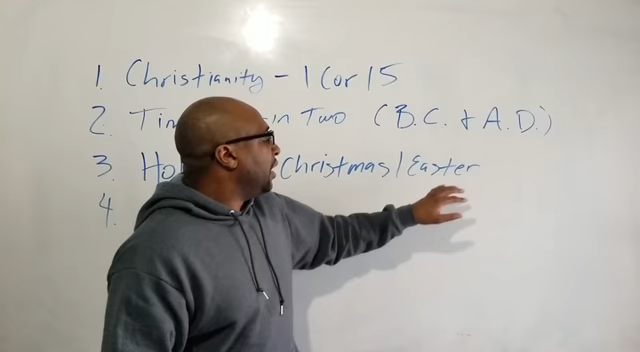 1. Christianity - 1 Cor 15
2. in Two (B.C. & A.D.)
3. Christmas/Easter
4.